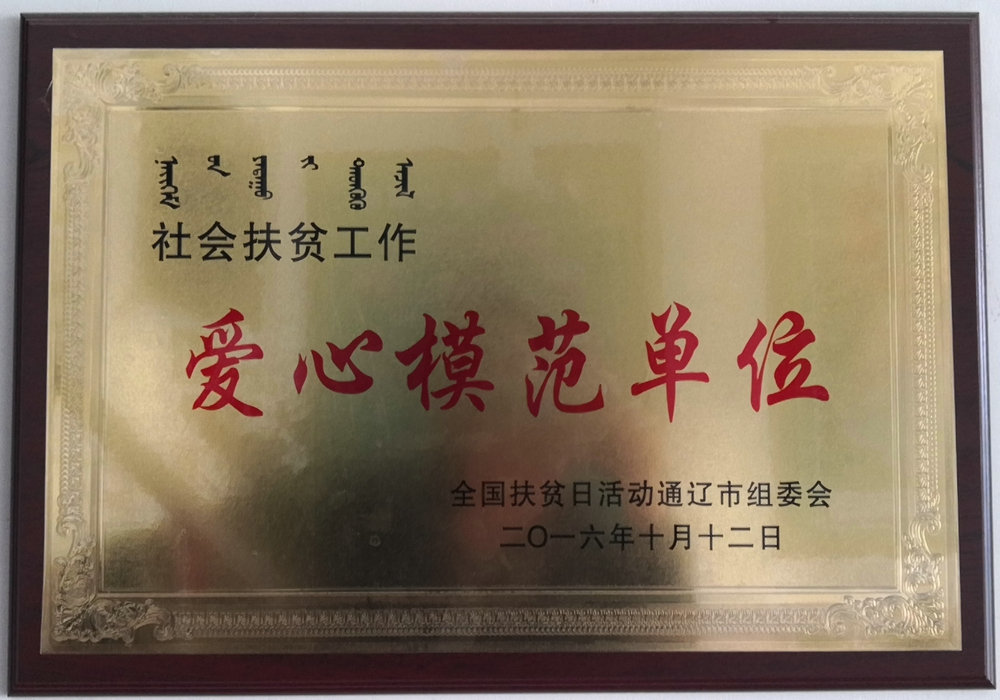 社会扶贫工作
爱心模范单位
全国扶贫日活动通辽市组委会
二〇一六年十月十二日